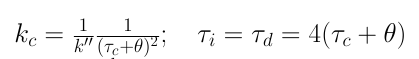 $k_c = \frac{1}{k''} \frac{1}{(\tau_c + \theta)^2}; \quad \tau_i = \tau_d = 4(\tau_c + \theta)$